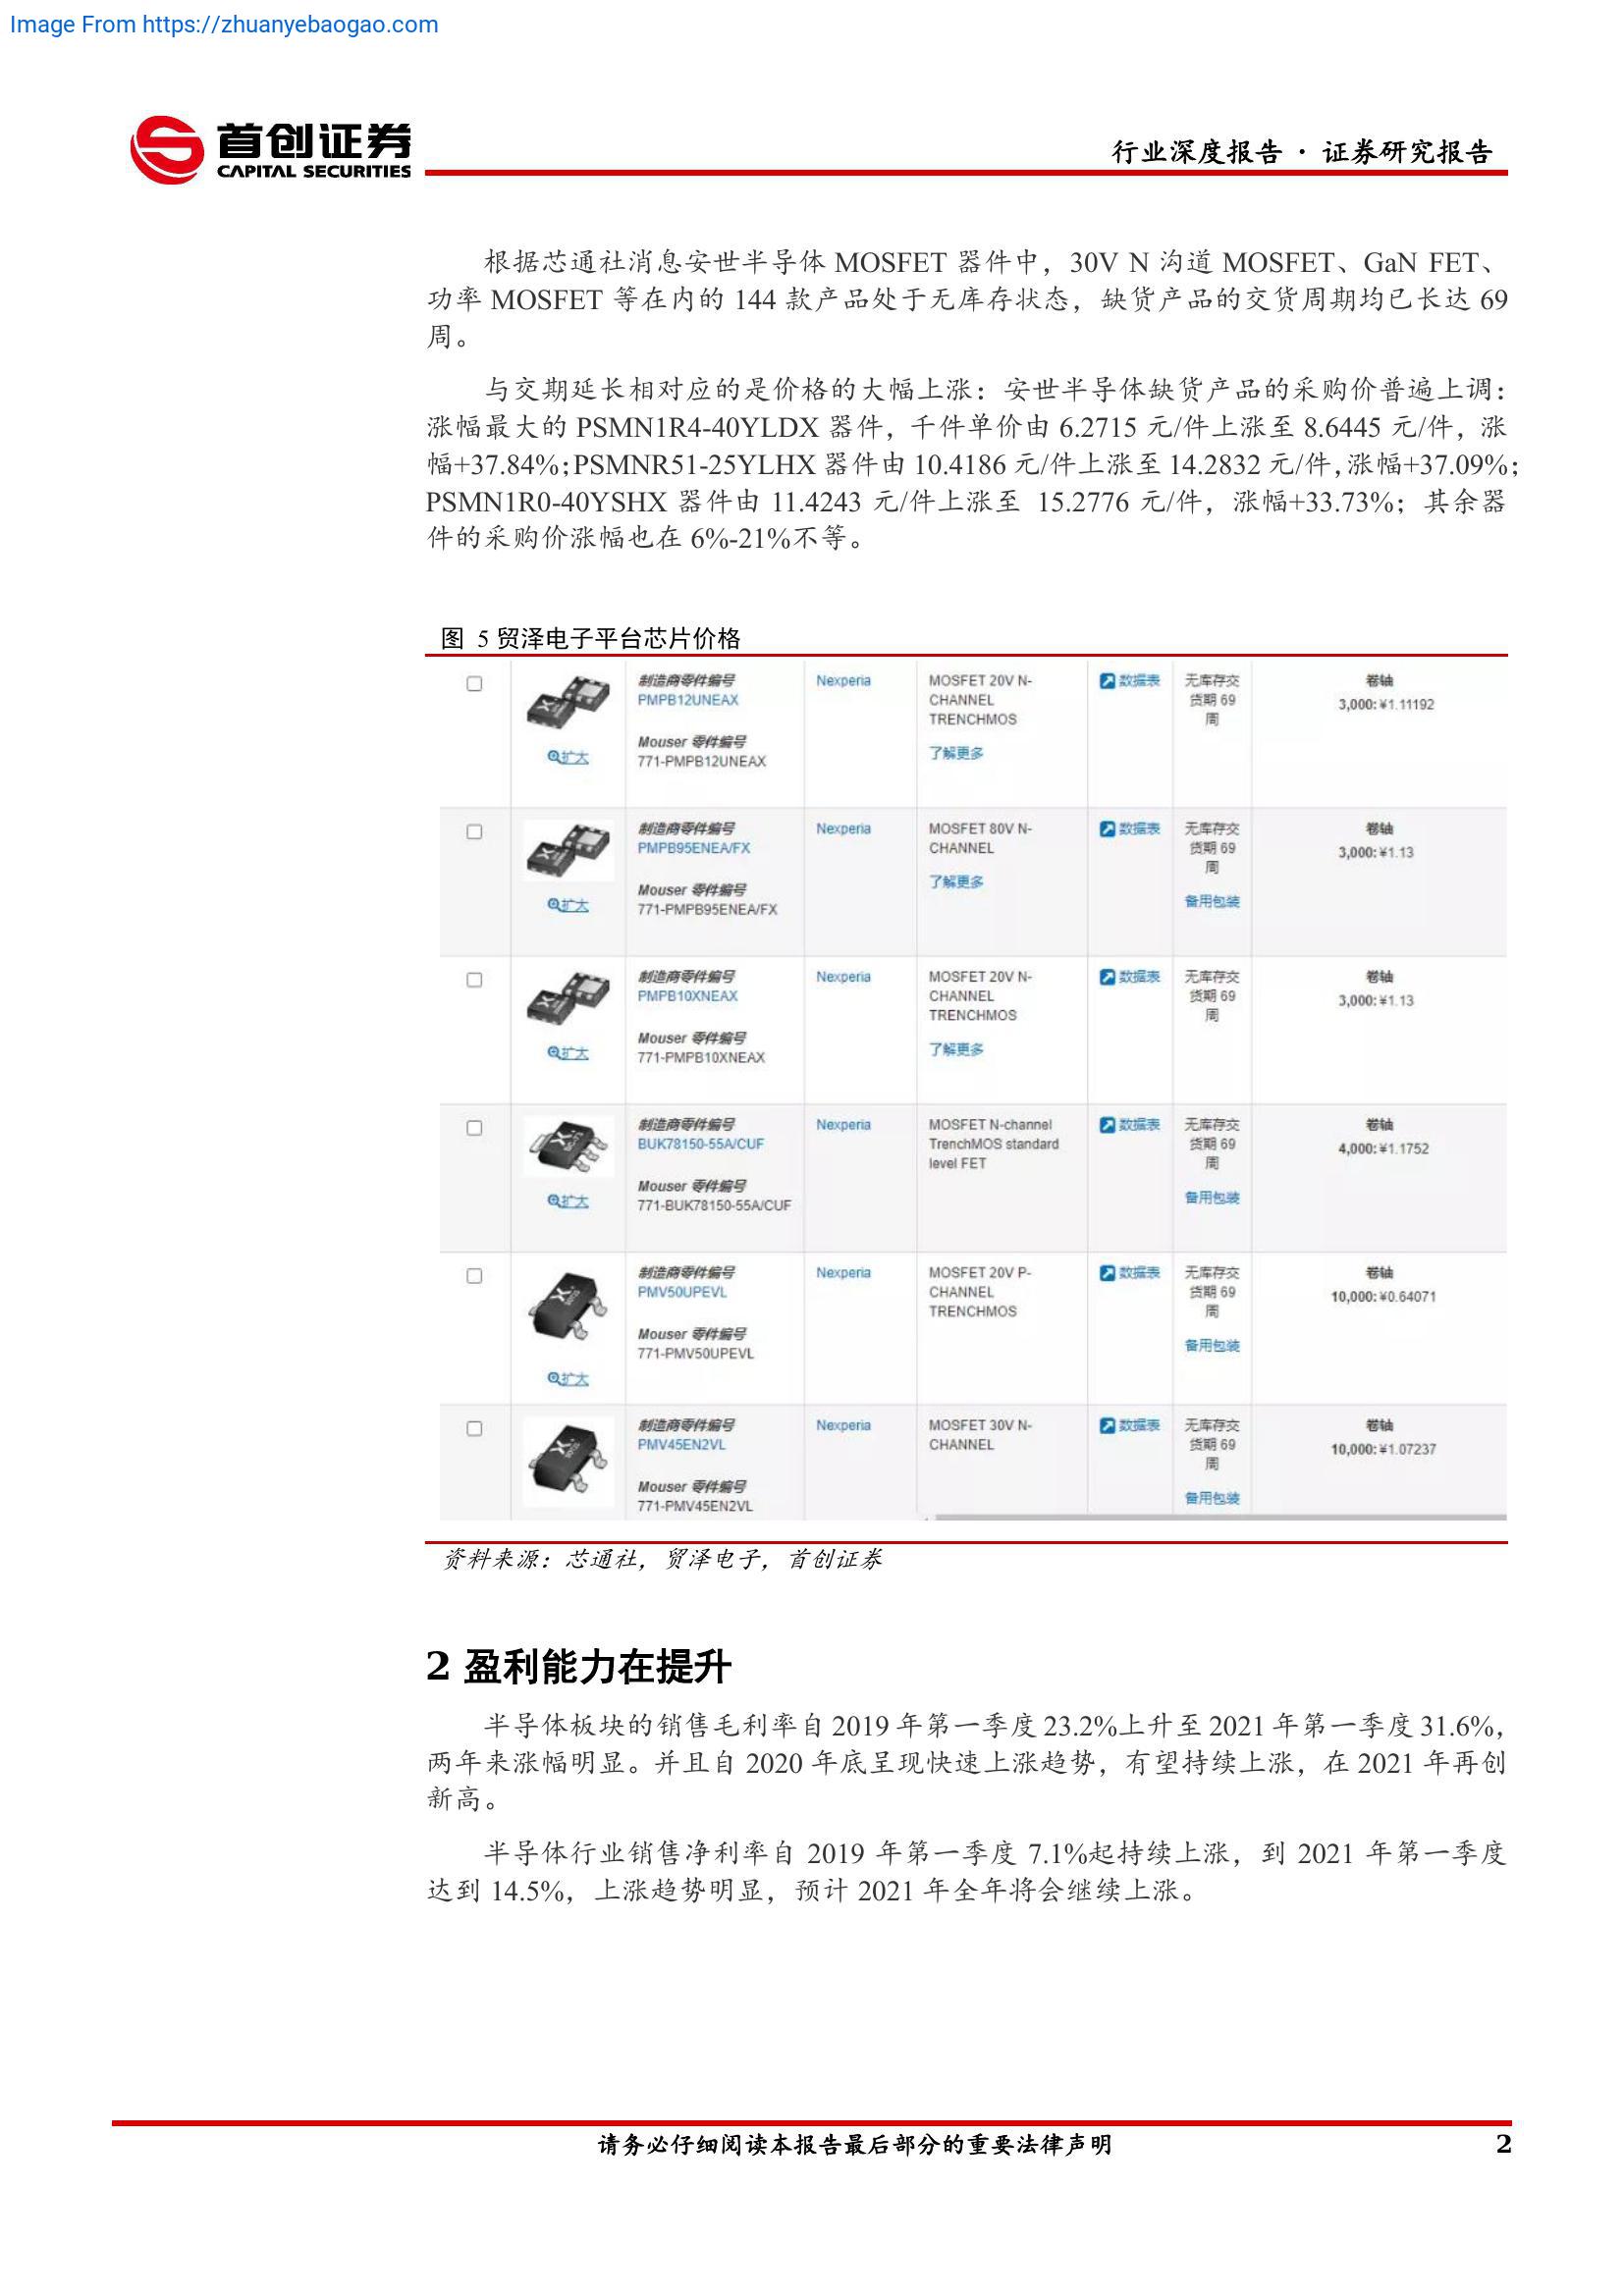 Image From https://zhuanyebaogao.com
首创证券
CAPITAL SECURITIES
行业深度报告 · 证券研究报告
根据芯通社消息安世半导体 MOSFET 器件中，30V N 沟道 MOSFET、GaN FET、
功率 MOSFET 等在内的 144 款产品处于无库存状态，缺货产品的交货周期均已长达 69
周。
与交期延长相对应的是价格的大幅上涨：安世半导体缺货产品的采购价普遍上调：
涨幅最大的 PSMN1R4-40YLDX 器件，千件单价由 6.2715 元/件上涨至 8.6445 元/件，涨
幅+37.84%；PSMNR51-25YLHX 器件由 10.4186 元/件上涨至 14.2832 元/件，涨幅+37.09%；
PSMN1R0-40YSHX 器件由 11.4243 元/件上涨至 15.2776 元/件，涨幅+33.73%；其余器
件的采购价涨幅也在 6%-21%不等。
图 5 贸泽电子平台芯片价格
扩大
制造商零件编号
PMPB12UNEAX
Mouser 零件编号
771-PMPB12UNEAX
Nexperia
MOSFET 20V N-
CHANNEL
TRENCHMOS
了解更多
数据表
无库存交
货期 69
周
卷轴
3,000: ¥1.11192
扩大
制造商零件编号
PMPB95ENEA/FX
Mouser 零件编号
771-PMPB95ENEA/FX
Nexperia
MOSFET 80V N-
CHANNEL
了解更多
数据表
无库存交
货期 69
周
备用包装
卷轴
3,000: ¥1.13
扩大
制造商零件编号
PMPB10XNEAX
Mouser 零件编号
771-PMPB10XNEAX
Nexperia
MOSFET 20V N-
CHANNEL
TRENCHMOS
了解更多
数据表
无库存交
货期 69
周
卷轴
3,000: ¥1.13
扩大
制造商零件编号
BUK78150-55A/CUF
Mouser 零件编号
771-BUK78150-55A/CUF
Nexperia
MOSFET N-channel
TrenchMOS standard
level FET
数据表
无库存交
货期 69
周
备用包装
卷轴
4,000: ¥1.1752
扩大
制造商零件编号
PMV50UPEVL
Mouser 零件编号
771-PMV50UPEVL
Nexperia
MOSFET 20V P-
CHANNEL
TRENCHMOS
数据表
无库存交
货期 69
周
备用包装
卷轴
10,000: ¥0.64071
制造商零件编号
PMV45EN2VL
Mouser 零件编号
771-PMV45EN2VL
Nexperia
MOSFET 30V N-
CHANNEL
数据表
无库存交
货期 69
周
备用包装
卷轴
10,000: ¥1.07237
资料来源：芯通社，贸泽电子，首创证券
2 盈利能力在提升
半导体板块的销售毛利率自 2019 年第一季度 23.2%上升至 2021 年第一季度 31.6%，
两年来涨幅明显。并且自 2020 年底呈现快速上涨趋势，有望持续上涨，在 2021 年再创
新高。
半导体行业销售净利率自 2019 年第一季度 7.1%起持续上涨，到 2021 年第一季度
达到 14.5%，上涨趋势明显，预计 2021 年全年将会继续上涨。
请务必仔细阅读本报告最后部分的重要法律声明
2